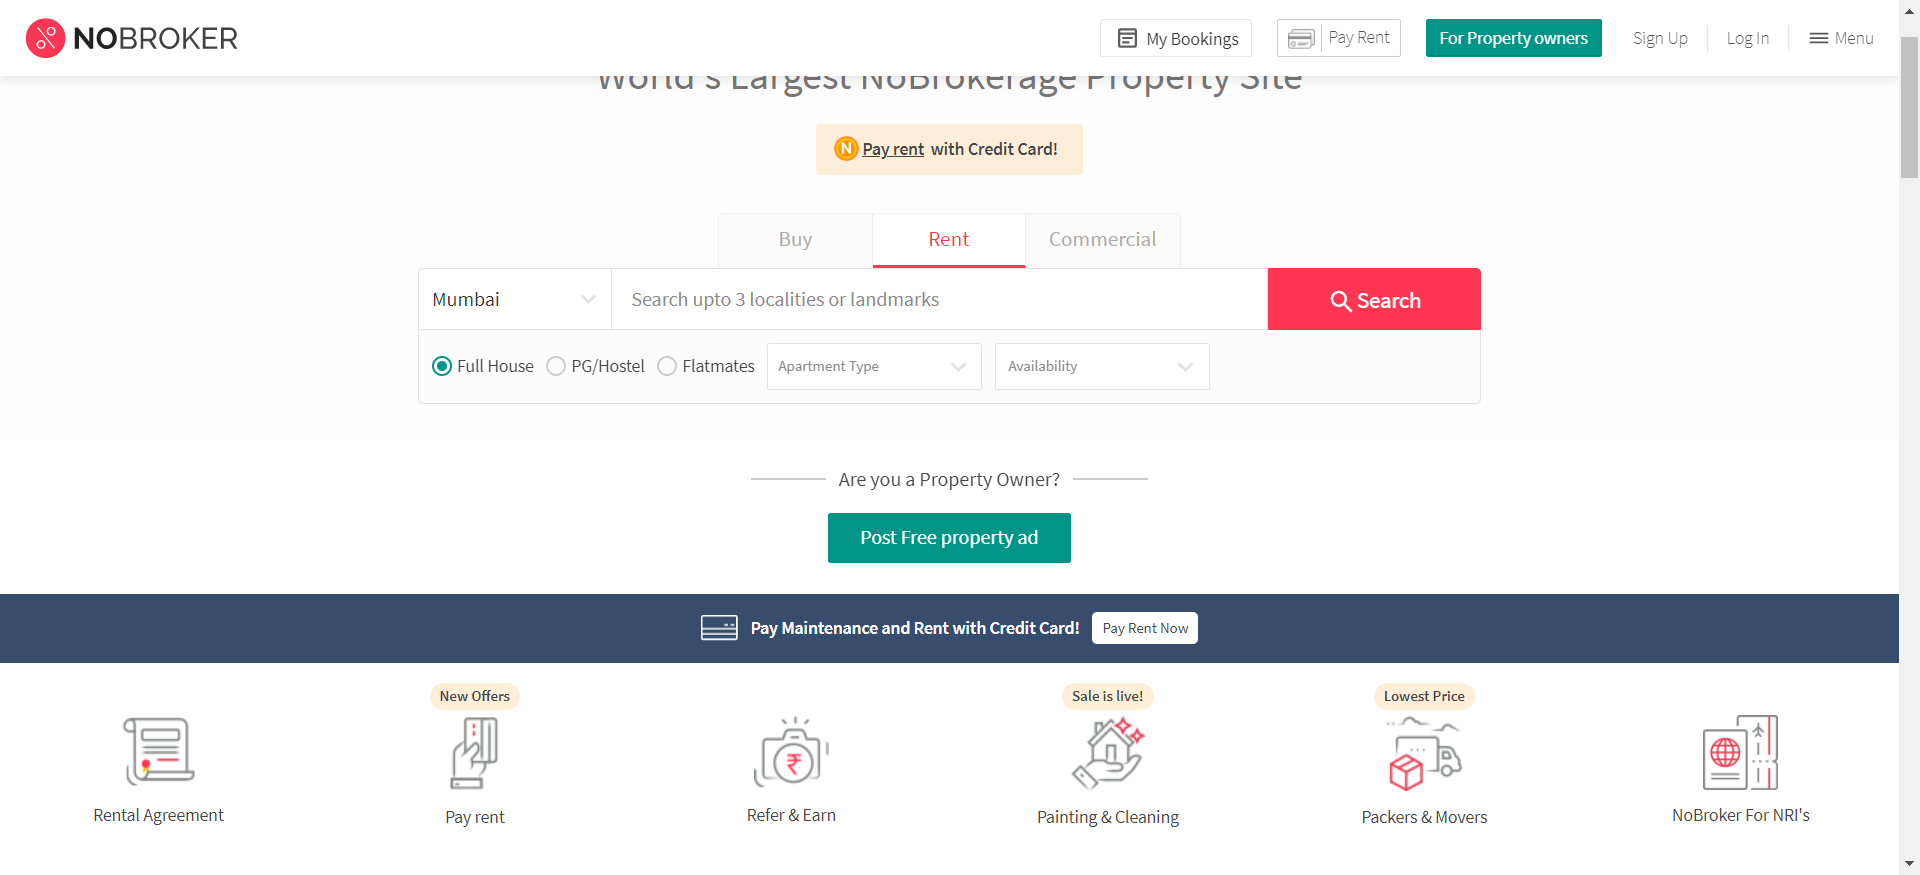 NOBROKER
My Bookings
Pay Rent
For Property owners
Sign Up
Log In
Menu
World's Largest NoBrokerage Property Site
N Pay rent with Credit Card!
Buy
Rent
Commercial
Mumbai
Search upto 3 localities or landmarks
Search
Full House
PG/Hostel
Flatmates
Apartment Type
Availability
Are you a Property Owner?
Post Free property ad
Pay Maintenance and Rent with Credit Card!
Pay Rent Now
New Offers
Sale is live!
Lowest Price
₹
Rental Agreement
Pay rent
Refer & Earn
Painting & Cleaning
Packers & Movers
NoBroker For NRI's